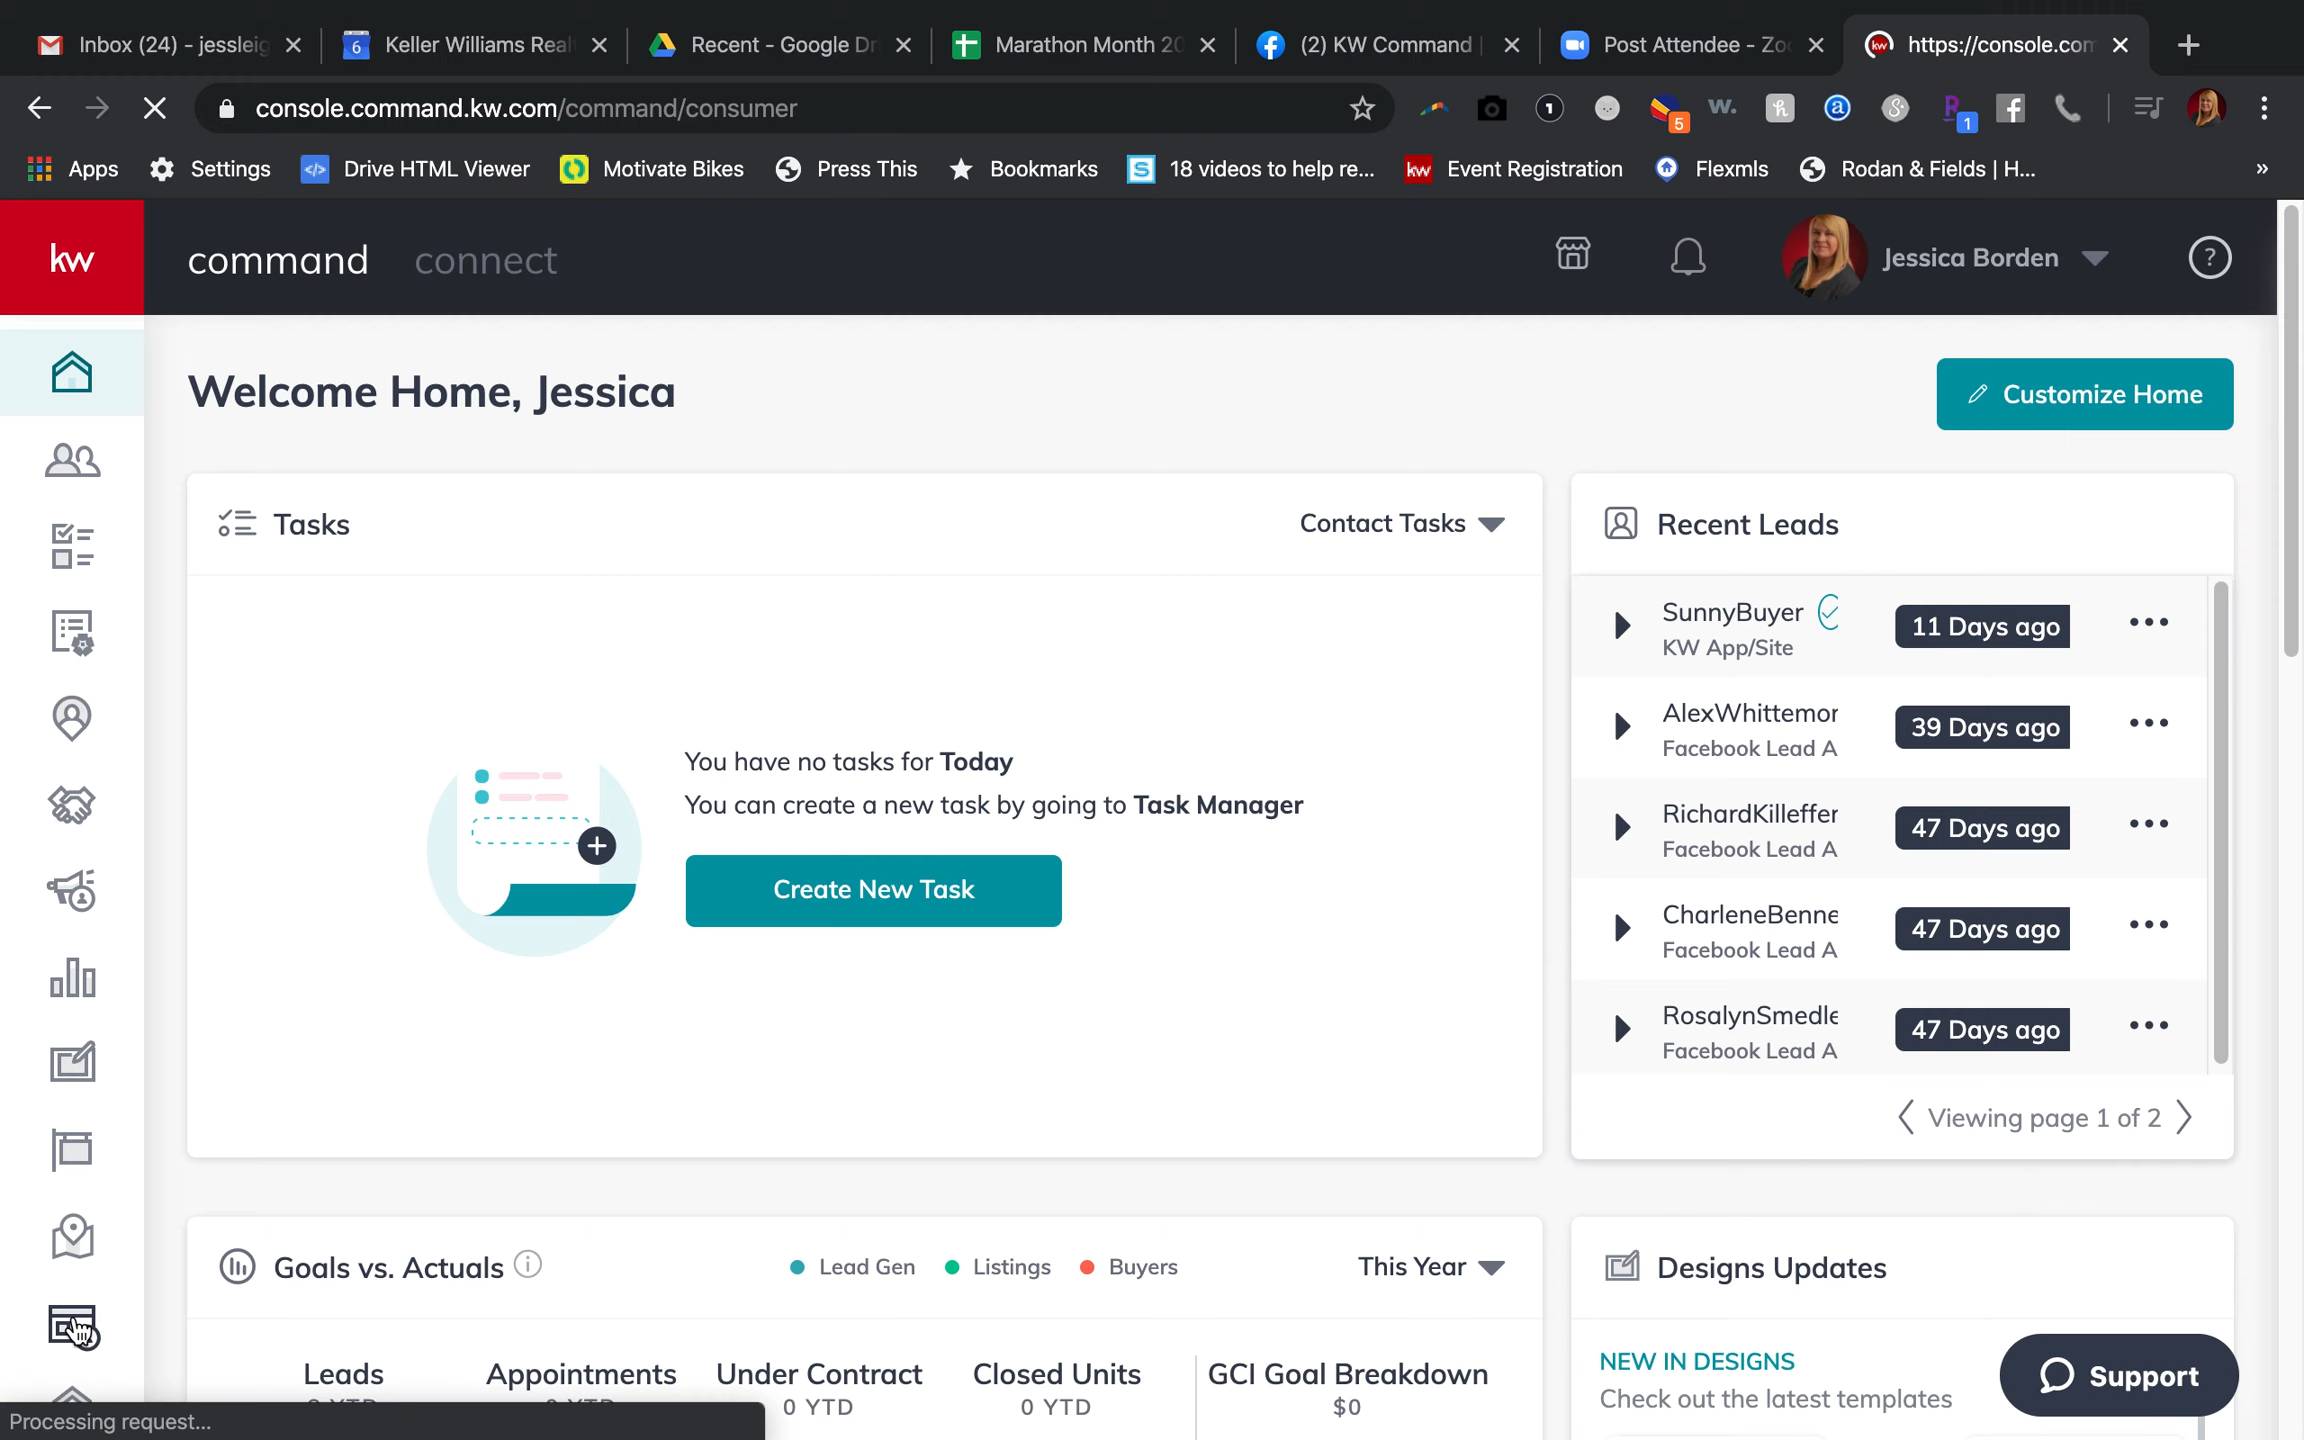 Inbox (24) - jessleig
Keller Williams Real
Recent - Google Dr
Marathon Month 20
(2) KW Command |
Post Attendee - Zoo
https://console.com
console.command.kw.com/command/consumer
5
1
Apps
Settings
Drive HTML Viewer
Motivate Bikes
Press This
Bookmarks
18 videos to help re...
Event Registration
Flexmls
Rodan & Fields | H...
»
kw
command
connect
Jessica Borden
?
Welcome Home, Jessica
Customize Home
Tasks
Contact Tasks
You have no tasks for Today
You can create a new task by going to Task Manager
Create New Task
Recent Leads
SunnyBuyer
KW App/Site
11 Days ago
AlexWhittemor
Facebook Lead A
39 Days ago
RichardKilleffer
Facebook Lead A
47 Days ago
CharleneBenne
Facebook Lead A
47 Days ago
RosalynSmedle
Facebook Lead A
47 Days ago
Viewing page 1 of 2
Goals vs. Actuals
Lead Gen
Listings
Buyers
This Year
Leads
Appointments
Under Contract
0 YTD
Closed Units
0 YTD
GCI Goal Breakdown
$0
Designs Updates
NEW IN DESIGNS
Check out the latest templates
Support
Processing request...